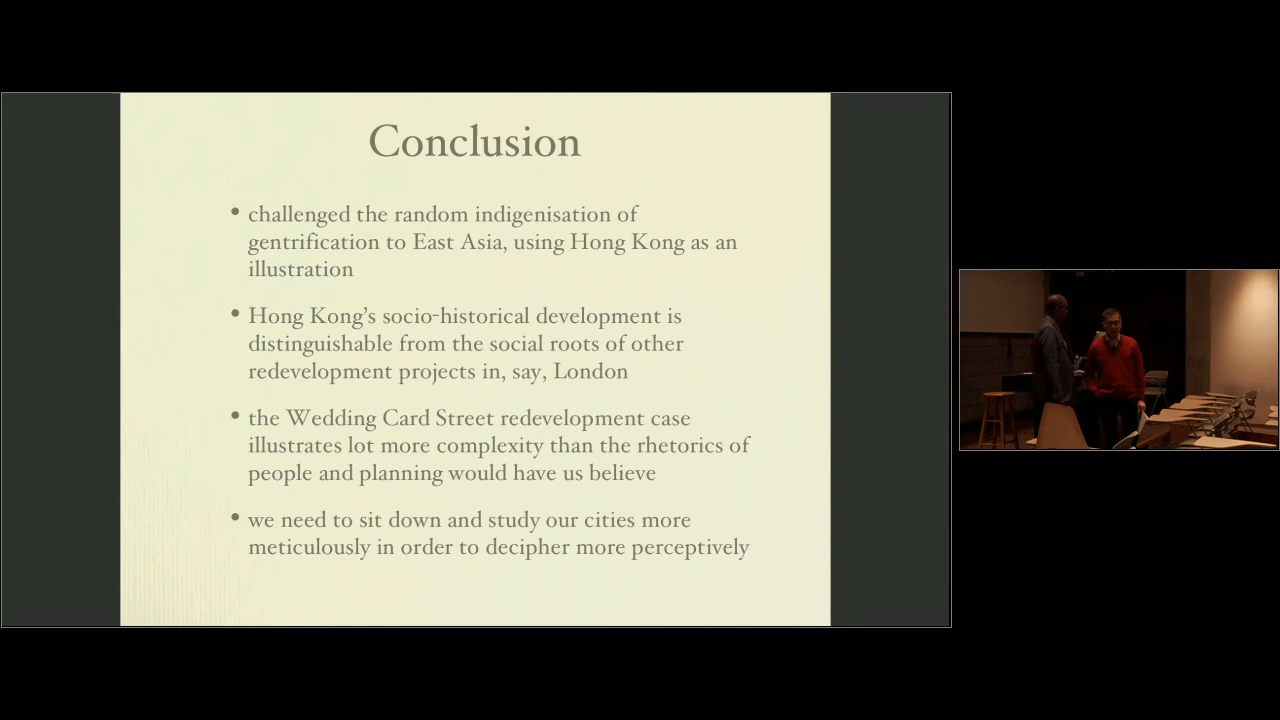 Conclusion
• challenged the random indigenisation of
gentrification to East Asia, using Hong Kong as an
illustration
• Hong Kong's socio-historical development is
distinguishable from the social roots of other
redevelopment projects in, say, London
• the Wedding Card Street redevelopment case
illustrates lot more complexity than the rhetorics of
people and planning would have us believe
• we need to sit down and study our cities more
meticulously in order to decipher more perceptively